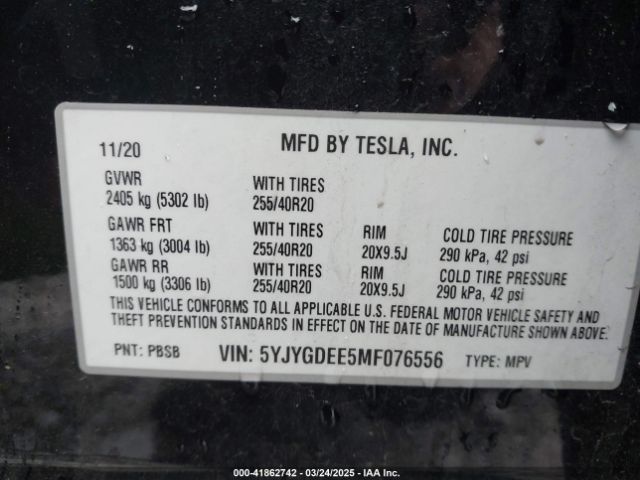 11/20 MFD BY TESLA, INC.
GVWR WITH TIRES
2405 kg (5302 lb) 255/40R20
GAWR FRT WITH TIRES RIM COLD TIRE PRESSURE
1363 kg (3004 lb) 255/40R20 20X9.5J 290 kPa, 42 psi
GAWR RR WITH TIRES RIM COLD TIRE PRESSURE
1500 kg (3306 lb) 255/40R20 20X9.5J 290 kPa, 42 psi
THIS VEHICLE CONFORMS TO ALL APPLICABLE U.S. FEDERAL MOTOR VEHICLE SAFETY AND
THEFT PREVENTION STANDARDS IN EFFECT ON THE DATE OF MANUFACTURE SHOWN ABOVE.
PNT: PBSB VIN: 5YJYGDEE5MF076556 TYPE: MPV
000-41862742 - 03/24/2025 - IAA Inc.